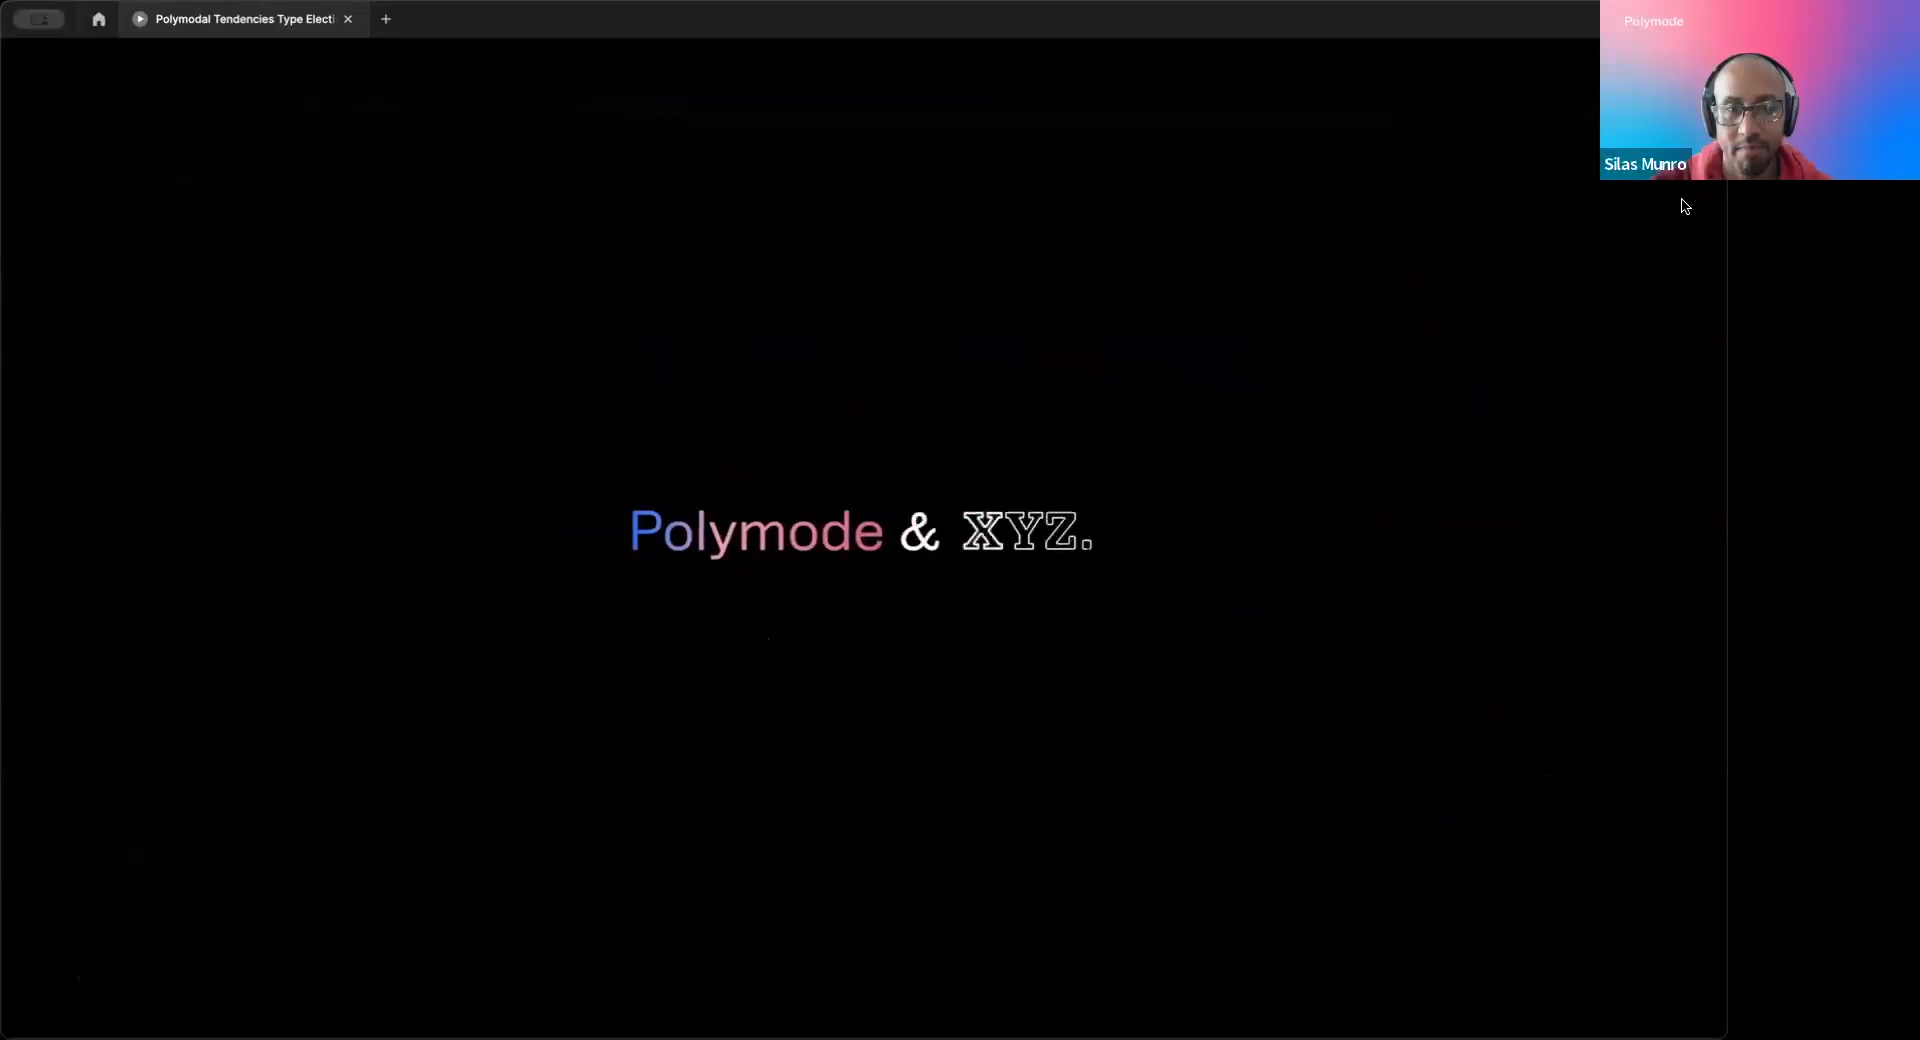 Polymodal Tendencies Type Electi
Polymode
Silas Munro
Polymode & XYZ.